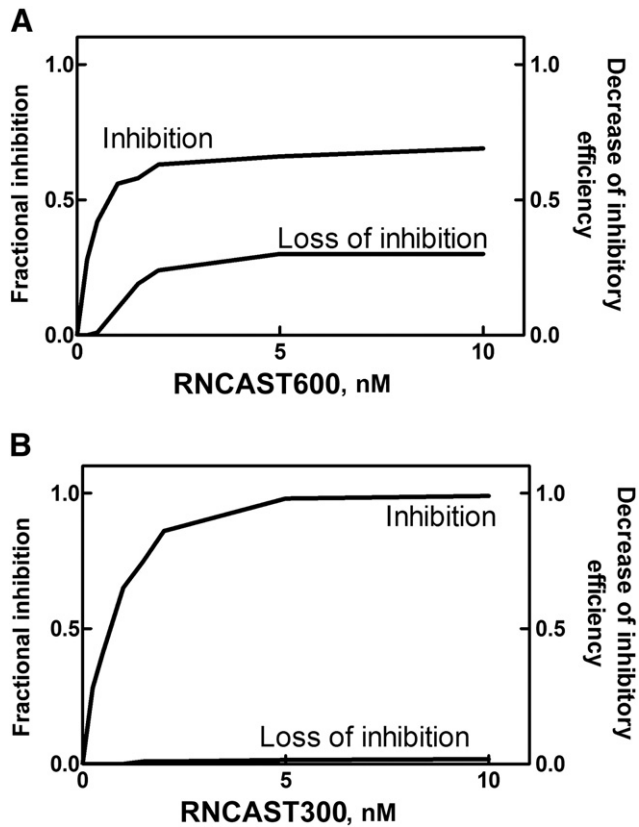 A
1.0
0.5
0.0
Fractional inhibition
Inhibition
Loss of inhibition
1.0
0.5
0.0
Decrease of inhibitory
efficiency
0
5
10
RNCAST600, nM
B
1.0
0.5
0.0
Fractional inhibition
Inhibition
Loss of inhibition
1.0
0.5
0.0
Decrease of inhibitory
efficiency
0
5
10
RNCAST300, nM